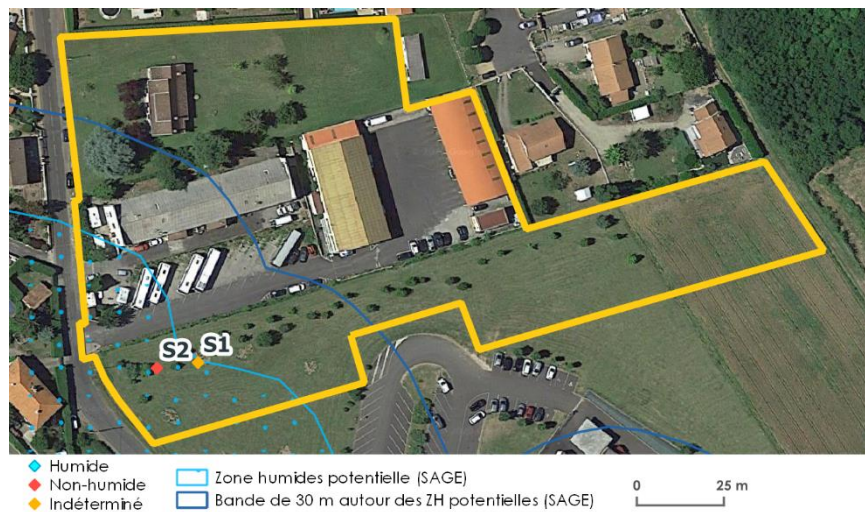 S2
S1
Humide
Non-humide
Indéterminé
Zone humides potentielle (SAGE)
Bande de 30 m autour des ZH potentielles (SAGE)
0 25 m